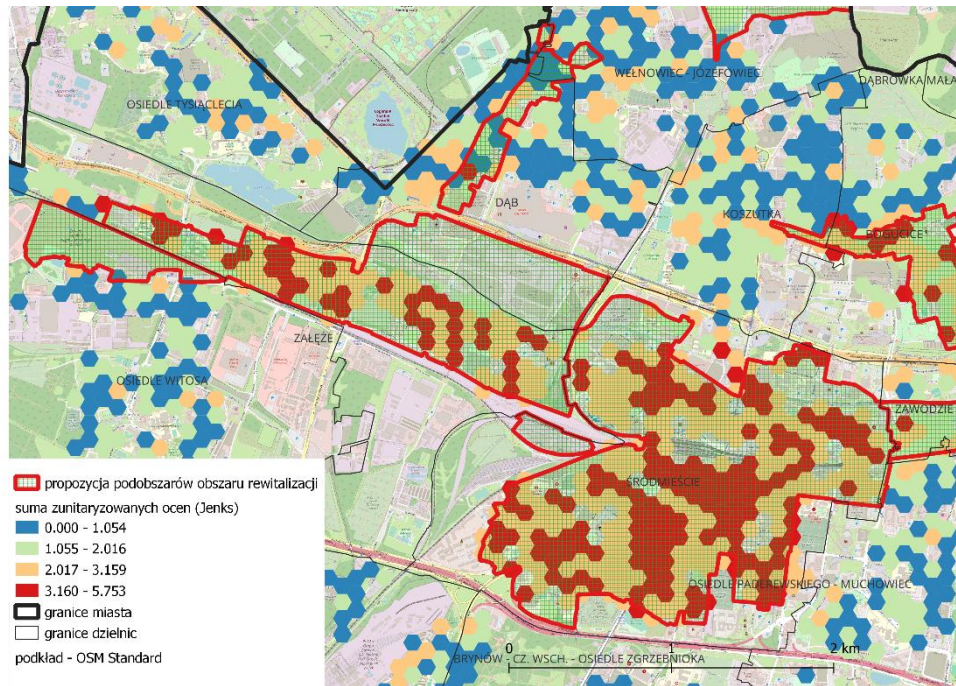 WEŁNOWIEC - JÓZEFOWIEC
DĄBRÓWKA MAŁA
OSIEDLE TYSIĄCLECIA
DĄB
KOSZUTKA
BOGUCICE
ZAŁĘŻE
OSIEDLE WITOSA
ZAWODZIE
ŚRÓDMIEŚCIE
OSIEDLE PADEREWSKIEGO - MUCHOWIEC
BRYNÓW - CZ. WSCH. - OSIEDLE ZGRZEBNIOKA
0 1 2 km
propozycja podobszarów obszaru rewitalizacji
suma zunitaryzowanych ocen (Jenks)
0.000 - 1.054
1.055 - 2.016
2.017 - 3.159
3.160 - 5.753
granice miasta
granice dzielnic
podkład - OSM Standard